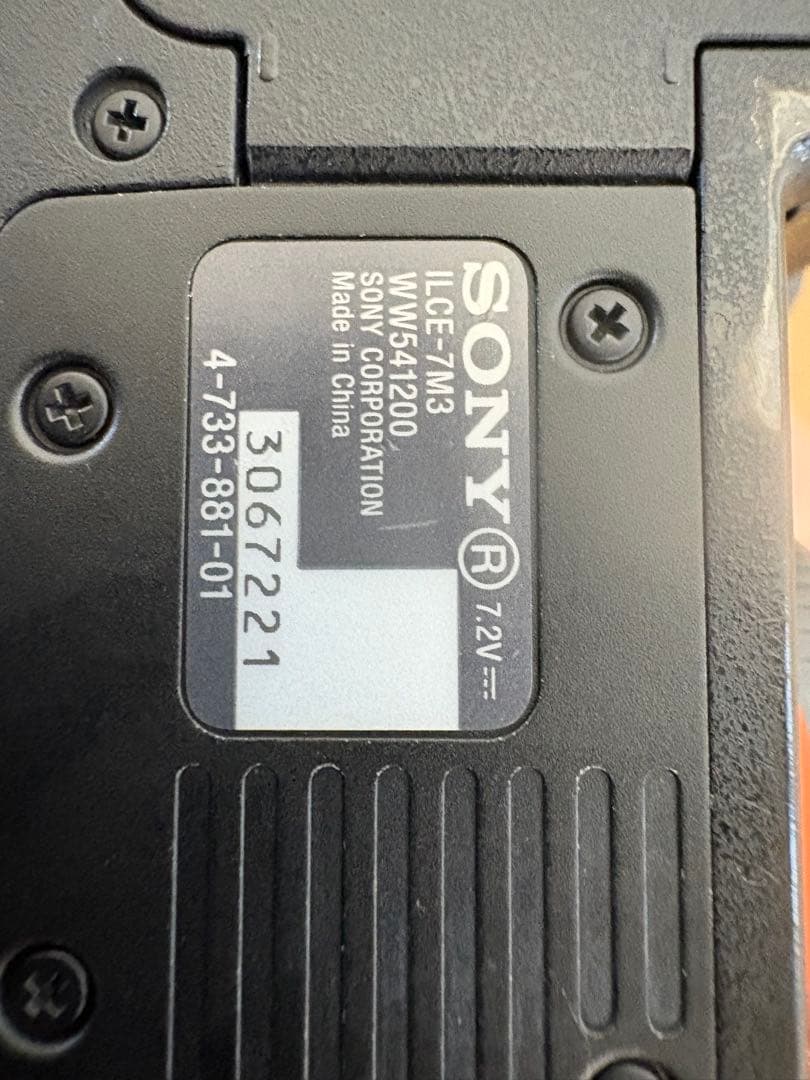 SONY Ⓡ 7.2V⎓
ILCE-7M3
WW541200
SONY CORPORATION
Made in China
3067221
4-733-881-01